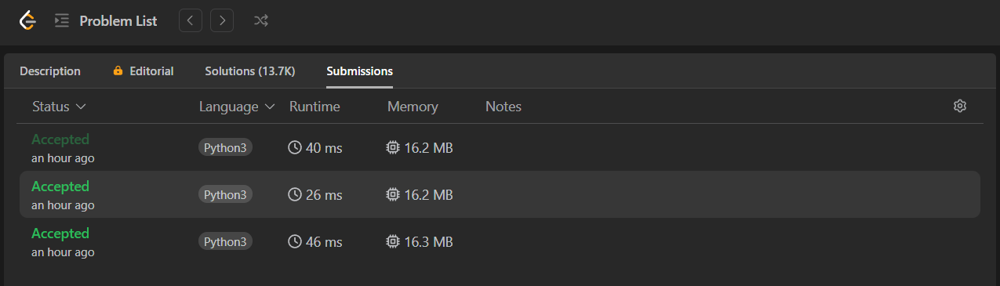 Problem List
Description Editorial Solutions (13.7K) Submissions
Status Language Runtime Memory Notes
Accepted
an hour ago
Python3 40 ms 16.2 MB
Accepted
an hour ago
Python3 26 ms 16.2 MB
Accepted
an hour ago
Python3 46 ms 16.3 MB